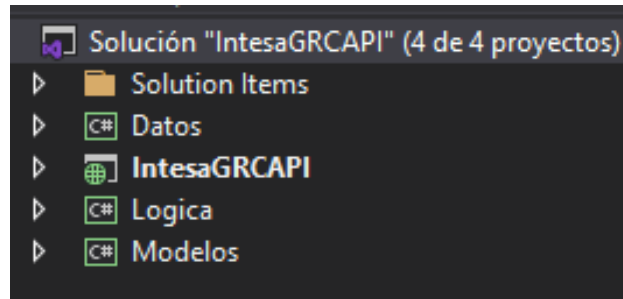 Solución "IntesaGRCAPI" (4 de 4 proyectos)
Solution Items
C# Datos
IntesaGRCAPI
C# Logica
C# Modelos